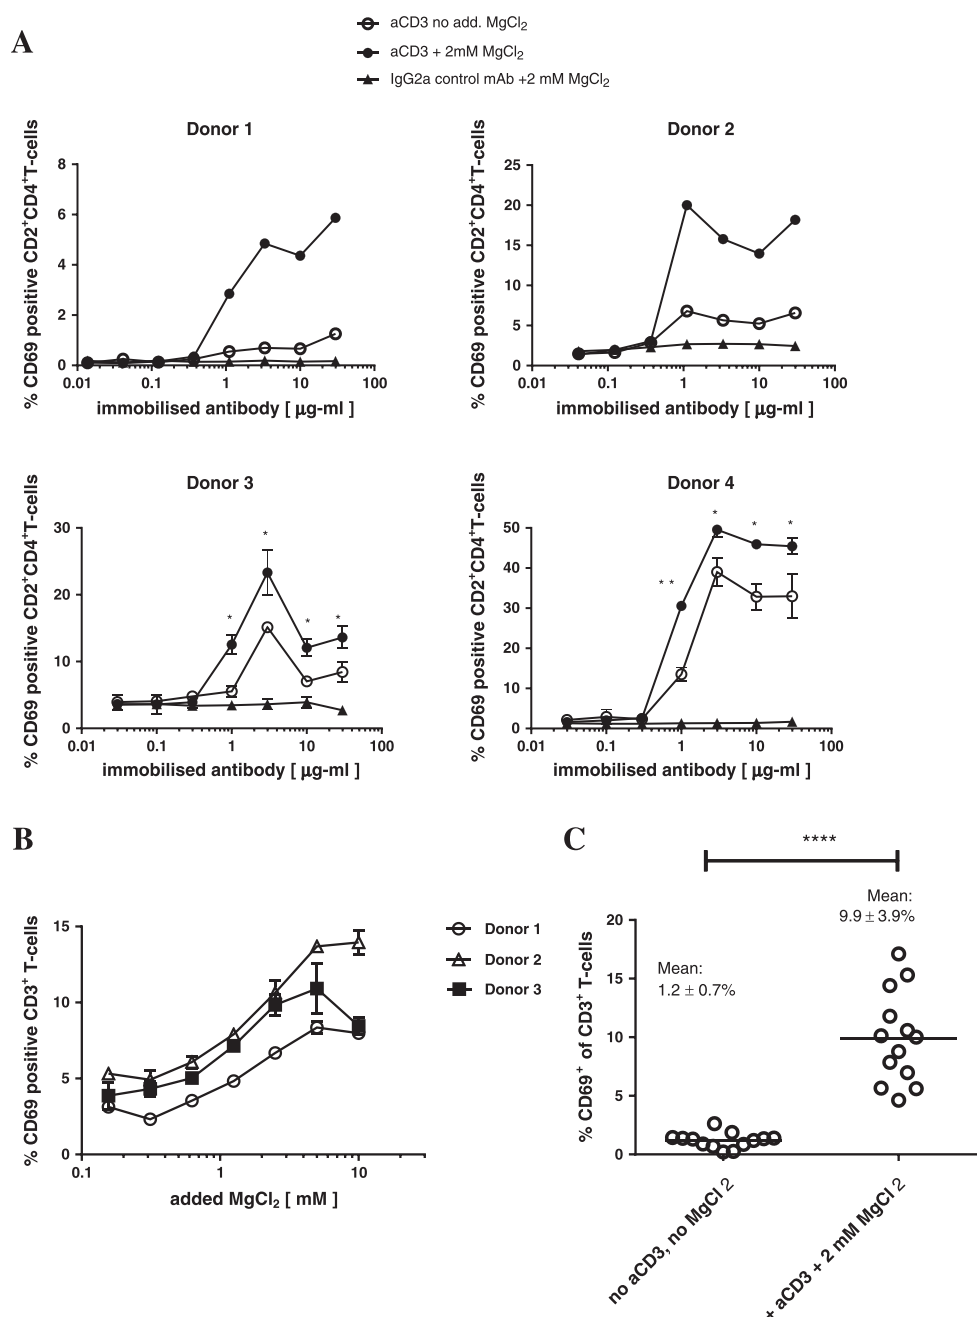 A
aCD3 no add. MgCl2
aCD3 + 2mM MgCl2
IgG2a control mAb +2 mM MgCl2
Donor 1
% CD69 positive CD2+CD4+T-cells
8
6
4
2
0
0.01 0.1 1 10 100
immobilised antibody [ µg-ml ]
Donor 2
% CD69 positive CD2+CD4+T-cells
25
20
15
10
5
0
0.01 0.1 1 10 100
immobilised antibody [ µg-ml ]
Donor 3
% CD69 positive CD2+CD4+T-cells
30
20
10
0
* * * *
0.01 0.1 1 10 100
immobilised antibody [ µg-ml ]
Donor 4
% CD69 positive CD2+CD4+T-cells
50
40
30
20
10
0
** * * *
0.01 0.1 1 10 100
immobilised antibody [ µg-ml ]
B
% CD69 positive CD3+ T-cells
15
10
5
0
0.1 1 10
added MgCl2 [ mM ]
Donor 1
Donor 2
Donor 3
C
****
Mean:
9.9 ± 3.9%
Mean:
1.2 ± 0.7%
% CD69+ of CD3+ T-cells
20
15
10
5
0
no aCD3, no MgCl 2
+ aCD3 + 2 mM MgCl 2